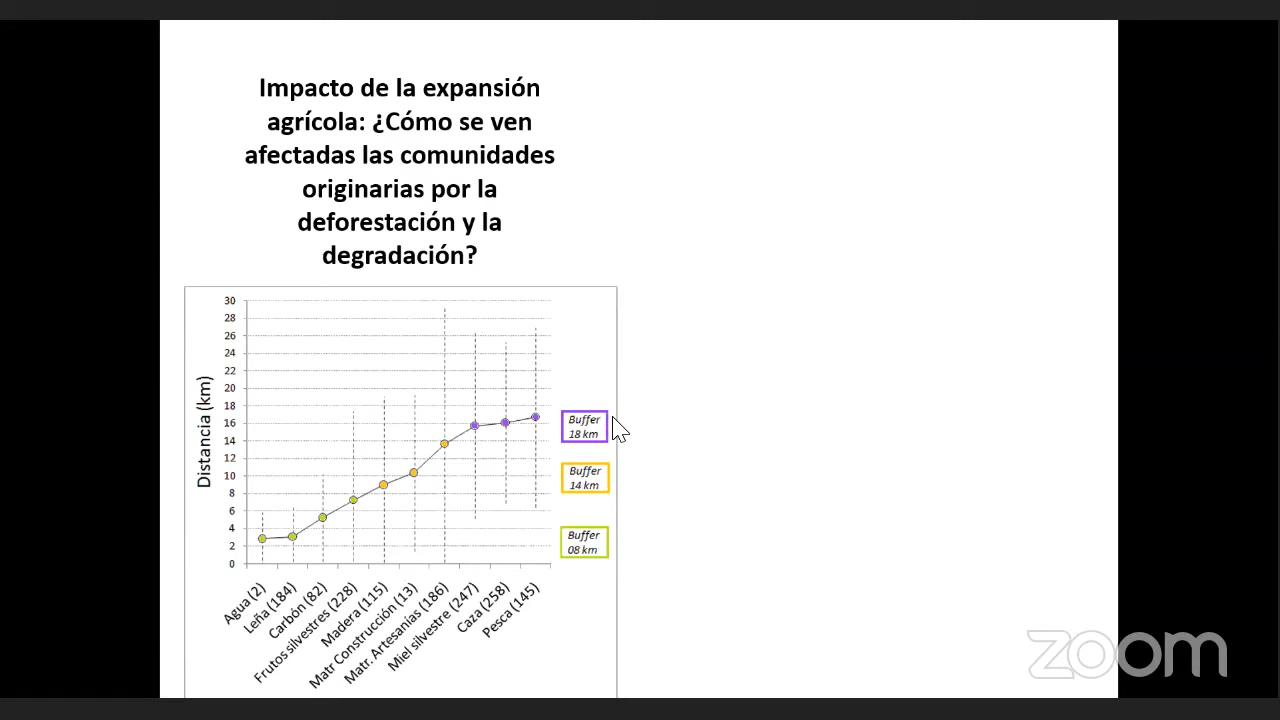 Impacto de la expansión
agrícola: ¿Cómo se ven
afectadas las comunidades
originarias por la
deforestación y la
degradación?
Distancia (km)
30
28
26
24
22
20
18
16
14
12
10
8
6
4
2
0
Buffer
18 km
Buffer
14 km
Buffer
08 km
Agua (2)
Leña (184)
Carbón (82)
Frutos silvestres (228)
Madera (115)
Matr Construcción (13)
Matr. Artesanias (186)
Miel silvestre (247)
Caza (258)
Pesca (145)
zoom